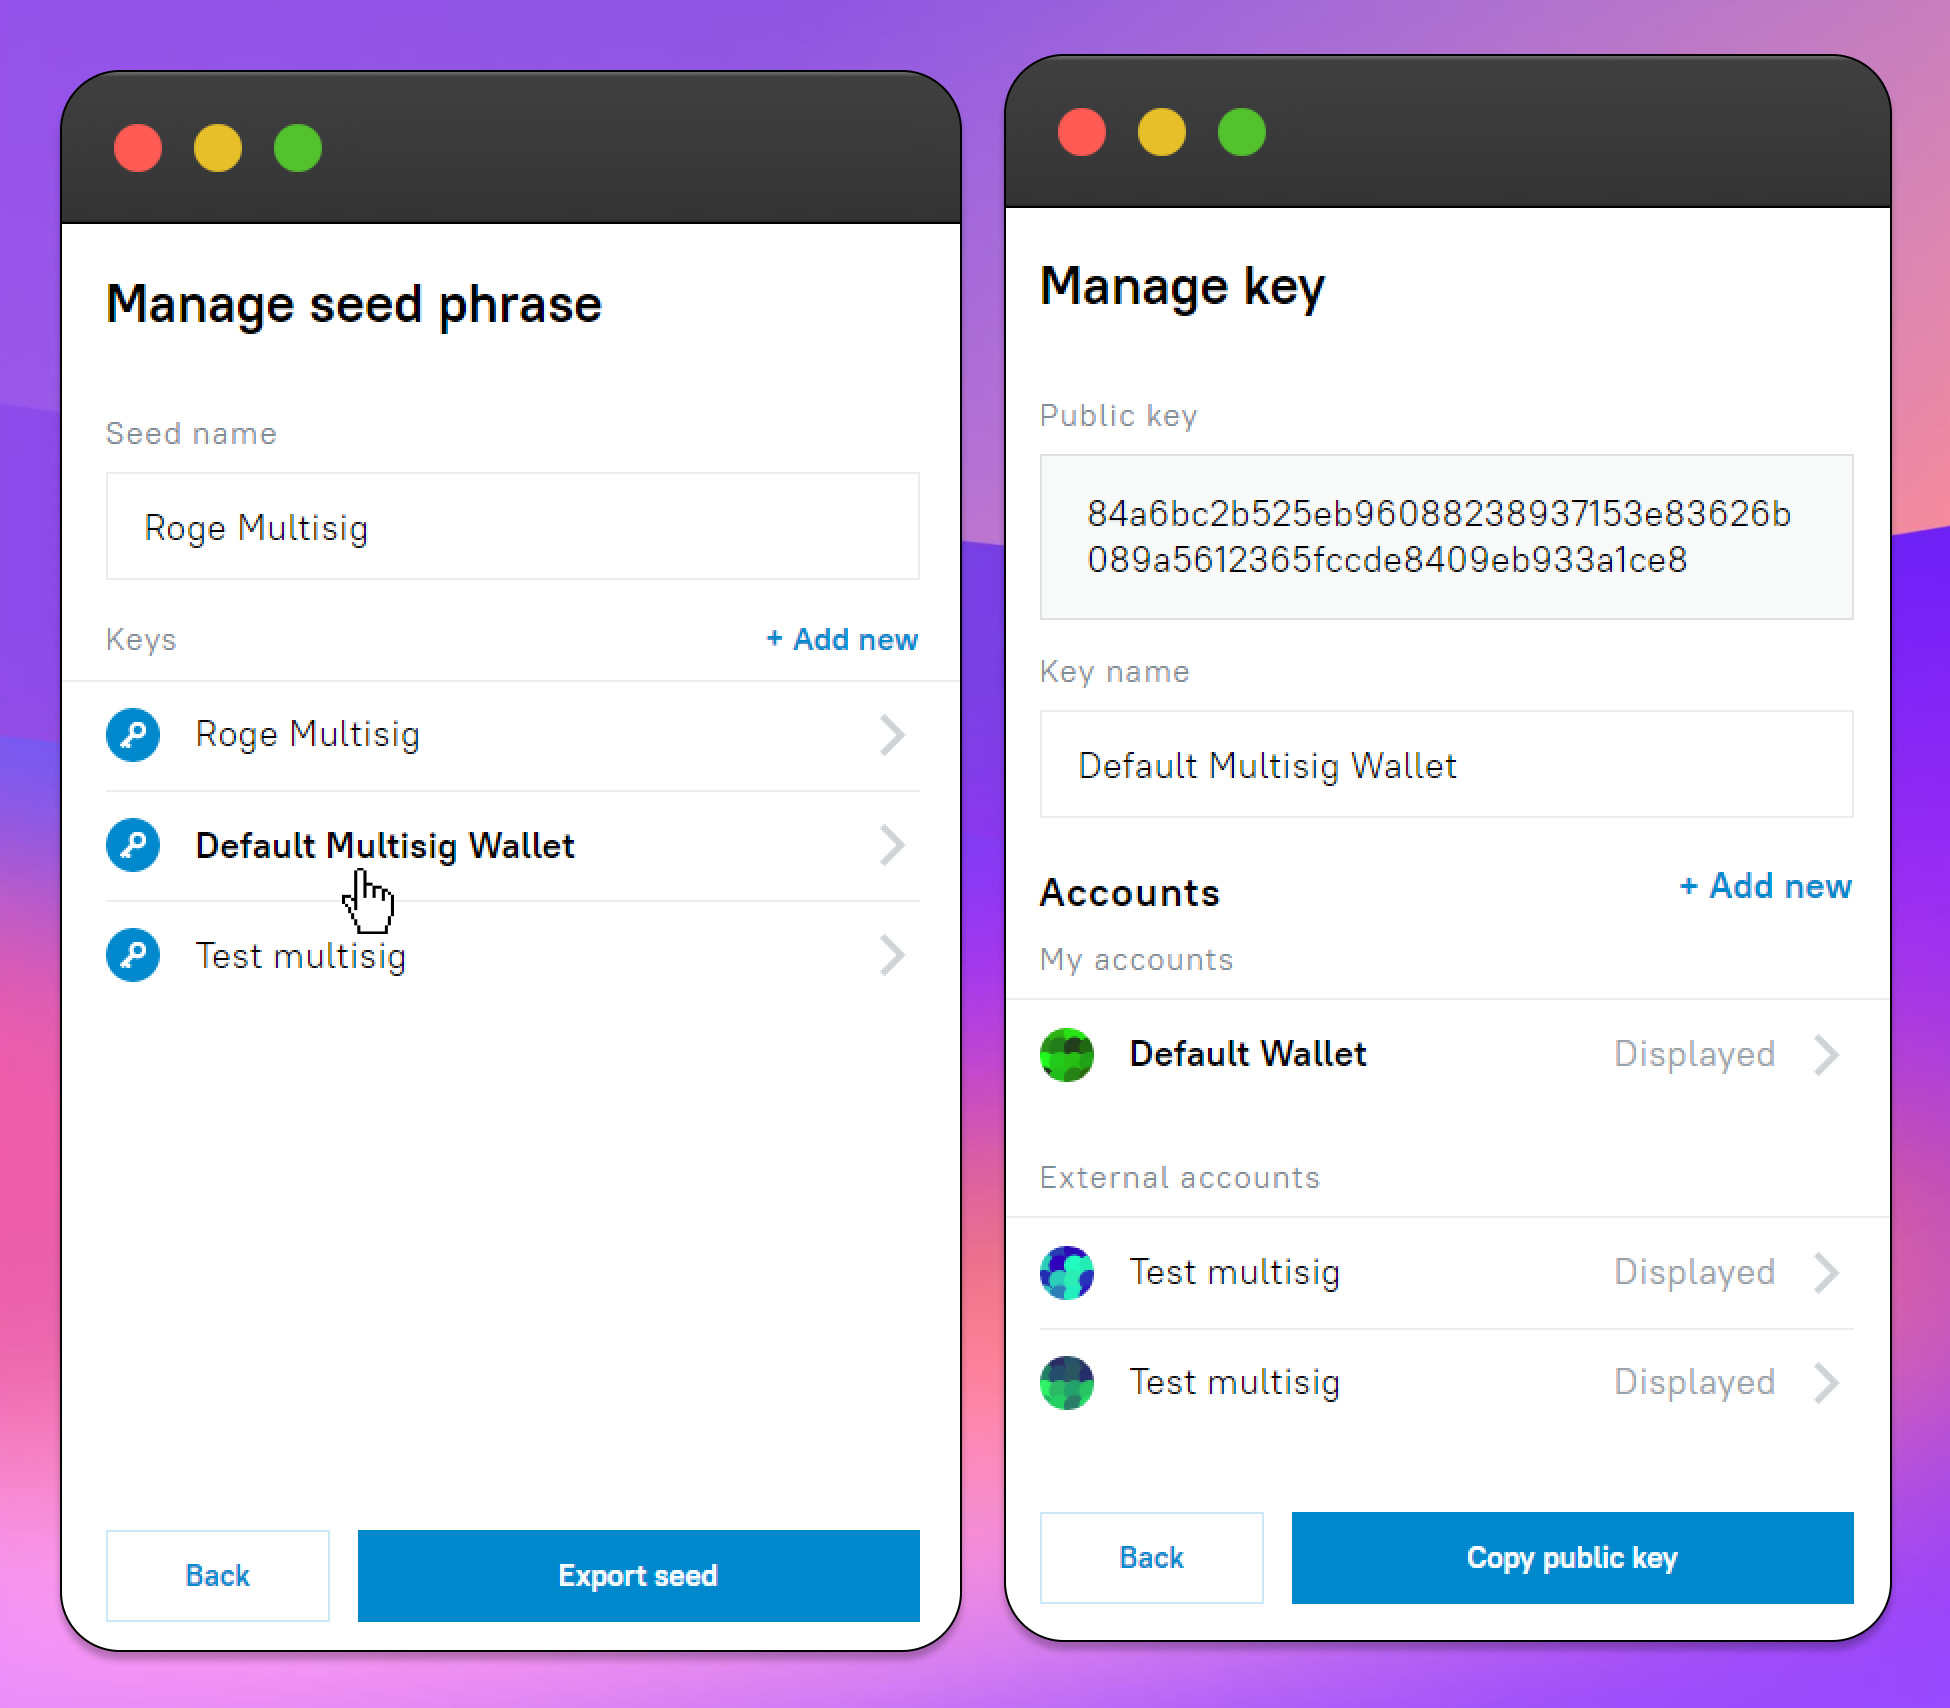 Manage seed phrase
Seed name
Roge Multisig
Keys
+ Add new
Roge Multisig
Default Multisig Wallet
Test multisig
Back
Export seed
Manage key
Public key
84a6bc2b525eb96088238937153e83626b
089a5612365fccde8409eb933a1ce8
Key name
Default Multisig Wallet
Accounts
+ Add new
My accounts
Default Wallet
Displayed
External accounts
Test multisig
Displayed
Test multisig
Displayed
Back
Copy public key